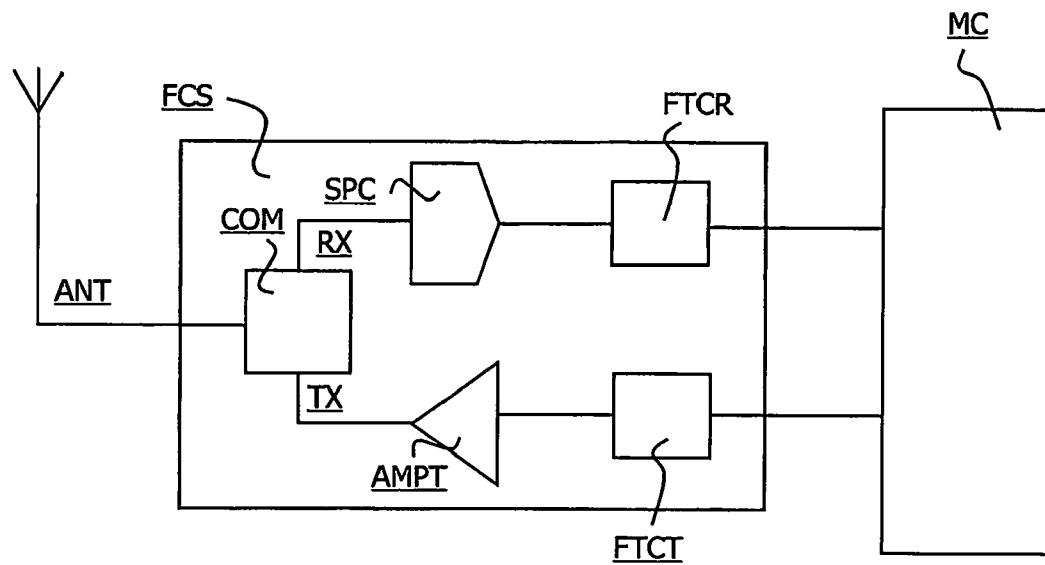 MC
FCS
FTCR
SPC
COM
RX
ANT
TX
AMPT
FTCT